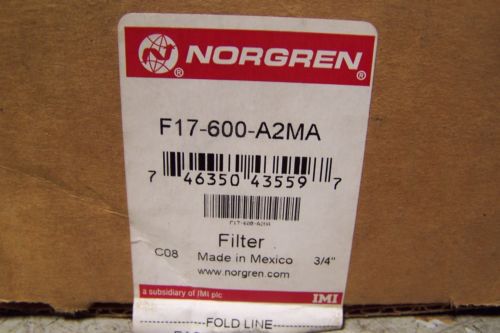 NORGREN
®
®
F17-600-A2MA
7 46350 43559 7
F17-600-A2MA
Filter
C08 Made in Mexico 3/4"
www.norgren.com
a subsidiary of IMI plc IMI
FOLD LINE